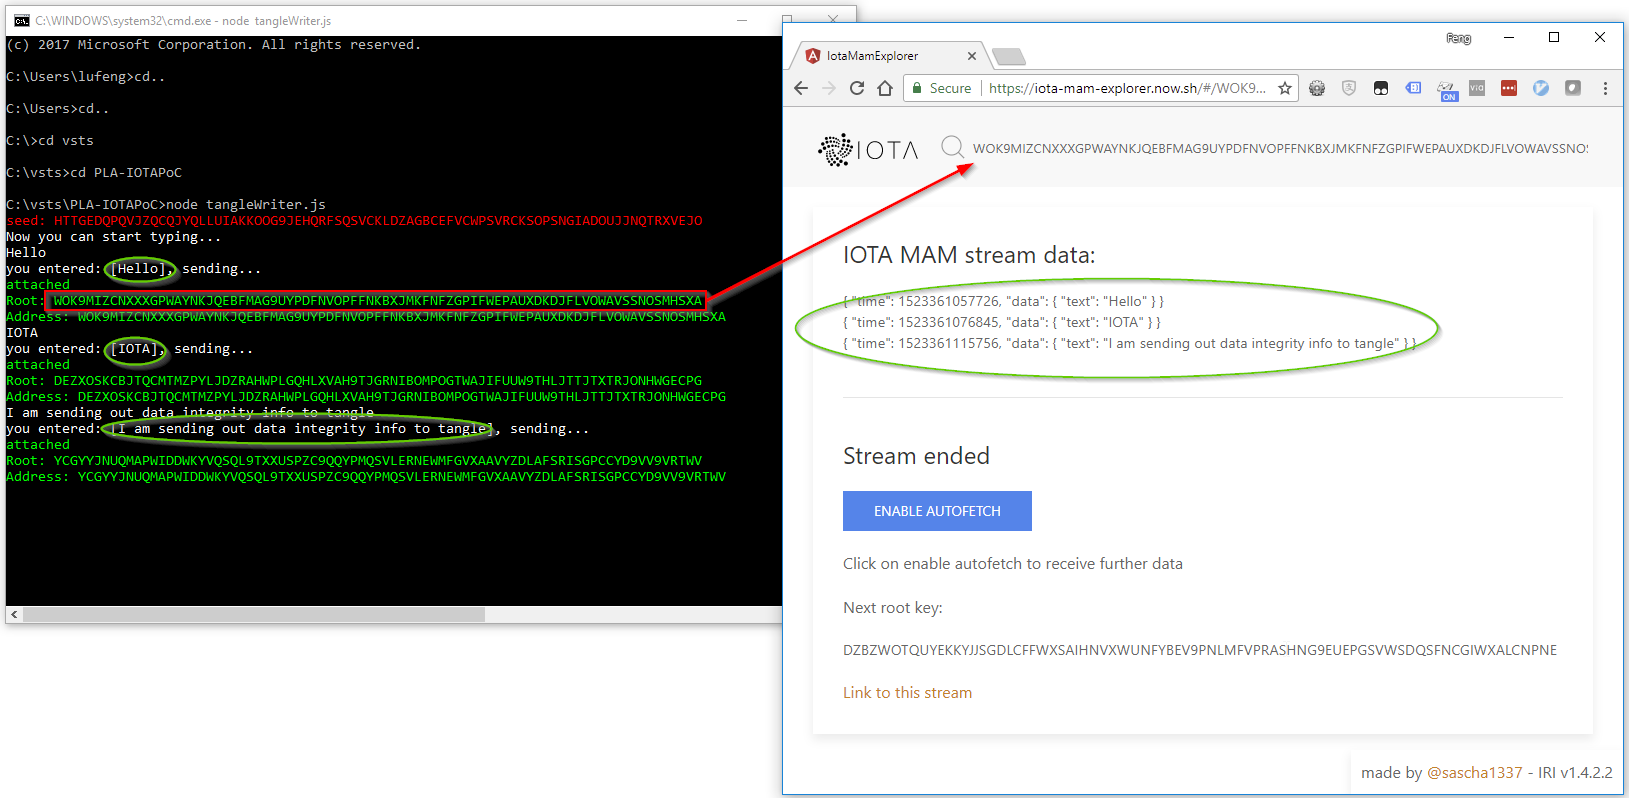 C:\WINDOWS\system32\cmd.exe - node tangleWriter.js
(c) 2017 Microsoft Corporation. All rights reserved.
C:\Users\lufeng>cd..
C:\Users>cd..
C:\>cd vsts
C:\vsts>cd PLA-IOTAPoC
C:\vsts\PLA-IOTAPoC>node tangleWriter.js
seed: HTTGEDQPQVJZQCQJYQLLUIAKKOOG9JEHQRFSQSVCKLDZAGBCEFVCWPSVRCKSOPSNGIADOUJJNQTRXVEJO
Now you can start typing...
Hello
you entered: [Hello], sending...
attached
Root: WOK9MIZCNXXXGPWAYNKJQEBFMAG9UYPDFNVOPFFNKBXJMKFNFZGPIFWEPAUXDKDJFLVOWAVSSNOSMHSXA
Address: WOK9MIZCNXXXGPWAYNKJQEBFMAG9UYPDFNVOPFFNKBXJMKFNFZGPIFWEPAUXDKDJFLVOWAVSSNOSMHSXA
IOTA
you entered: [IOTA], sending...
attached
Root: DEZXOSKCBJTQCMTMZPYLJDZRAHWPLGQHLXVAH9TJGRNIBOMPOGTWAJIFUUW9THLJTTJTXTRJONHWGECPG
Address: DEZXOSKCBJTQCMTMZPYLJDZRAHWPLGQHLXVAH9TJGRNIBOMPOGTWAJIFUUW9THLJTTJTXTRJONHWGECPG
I am sending out data integrity info to tangle
you entered: [I am sending out data integrity info to tangle], sending...
attached
Root: YCGYYJNUQMAPWIDDWKYVQSQL9TXXUSPZC9QQYPMQSVLERNEWMFGVXAAVYZDLAFSRISGPCCYD9VV9VRTWV
Address: YCGYYJNUQMAPWIDDWKYVQSQL9TXXUSPZC9QQYPMQSVLERNEWMFGVXAAVYZDLAFSRISGPCCYD9VV9VRTWV
Feng
IotaMamExplorer
Secure https://iota-mam-explorer.now.sh/#/WOK9...
ON
via
IOTA
WOK9MIZCNXXXGPWAYNKJQEBFMAG9UYPDFNVOPFFNKBXJMKFNFZGPIFWEPAUXDKDJFLVOWAVSSNOS
IOTA MAM stream data:
{ "time": 1523361057726, "data": { "text": "Hello" } }
{ "time": 1523361076845, "data": { "text": "IOTA" } }
{ "time": 1523361115756, "data": { "text": "I am sending out data integrity info to tangle" } }
Stream ended
ENABLE AUTOFETCH
Click on enable autofetch to receive further data
Next root key:
DZBZWOTQUYEKKYJJSGDLCFFWXSAIHNVXWUNFYBEV9PNLMFVPRASHNG9EUEPGSVWSDQSFNCGIWXALCNPNE
Link to this stream
made by @sascha1337 - IRI v1.4.2.2